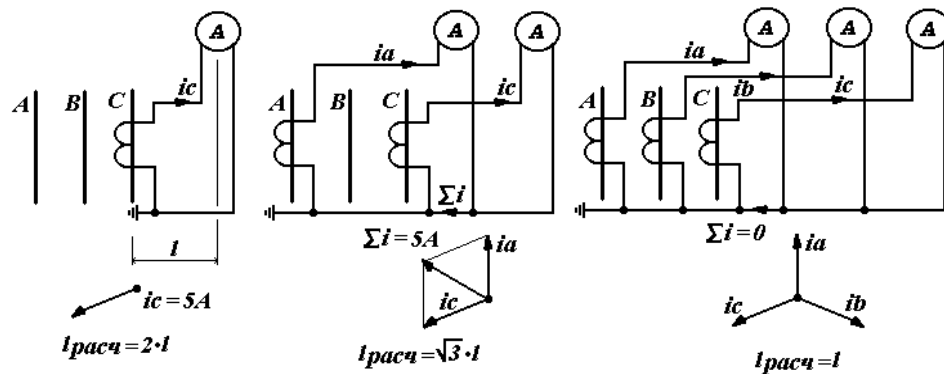 A
ic
A B C
l
ic = 5A
lрасч = 2·l
A A
ia
ic
A B C
Σi
Σi = 5A
ia
ic
lрасч = √3·l
A A A
ia
ib ic
A B C
Σi = 0
ia
ic ib
lрасч = l